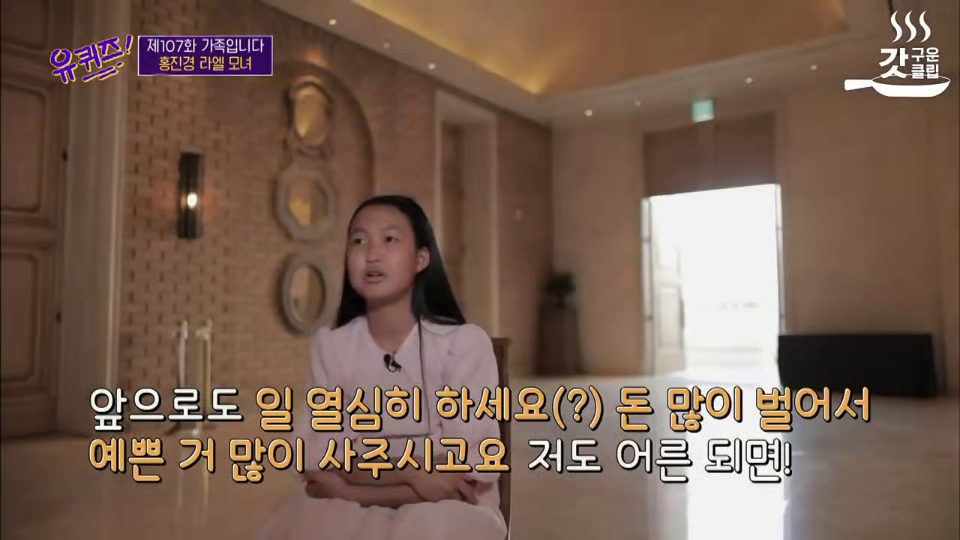 유퀴즈!
제107화 가족입니다
홍진경 라엘 모녀
갓구운클립
앞으로도 일 열심히 하세요(?) 돈 많이 벌어서
예쁜 거 많이 사주시고요 저도 어른 되면!